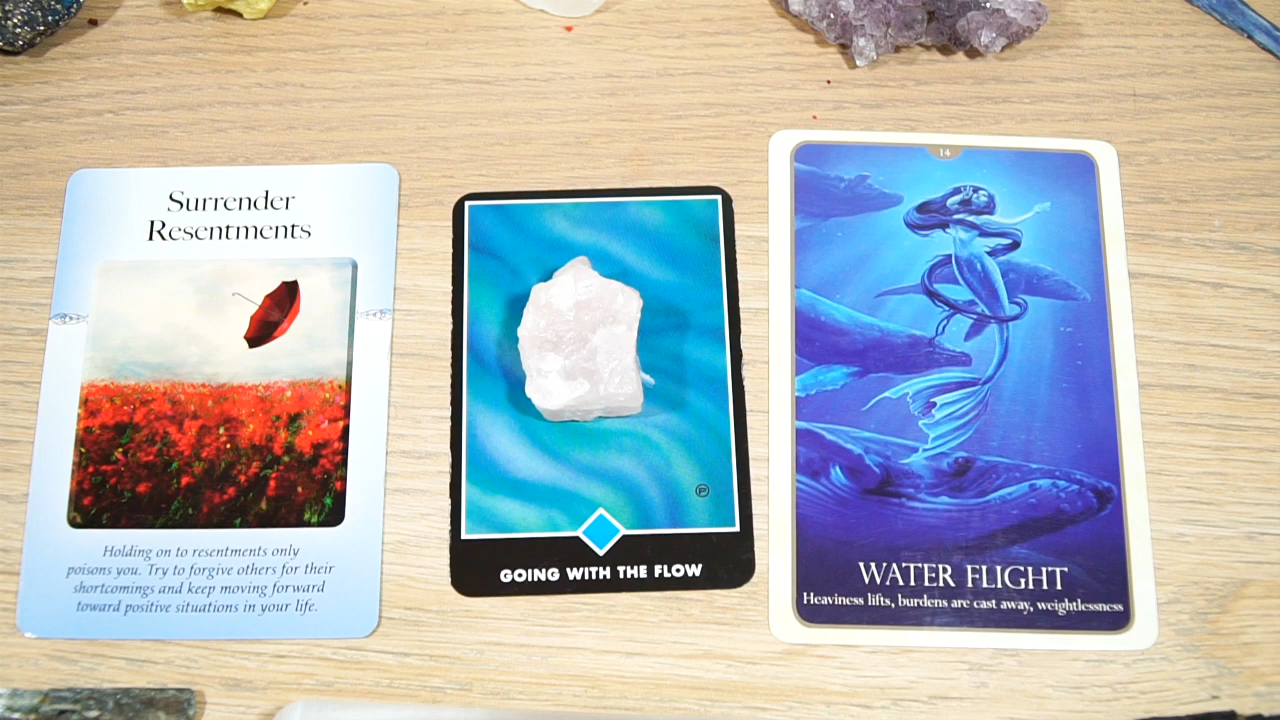 Surrender
Resentments
Holding on to resentments only
poisons you. Try to forgive others for their
shortcomings and keep moving forward
toward positive situations in your life.
P
GOING WITH THE FLOW
14
WATER FLIGHT
Heaviness lifts, burdens are cast away, weightlessness